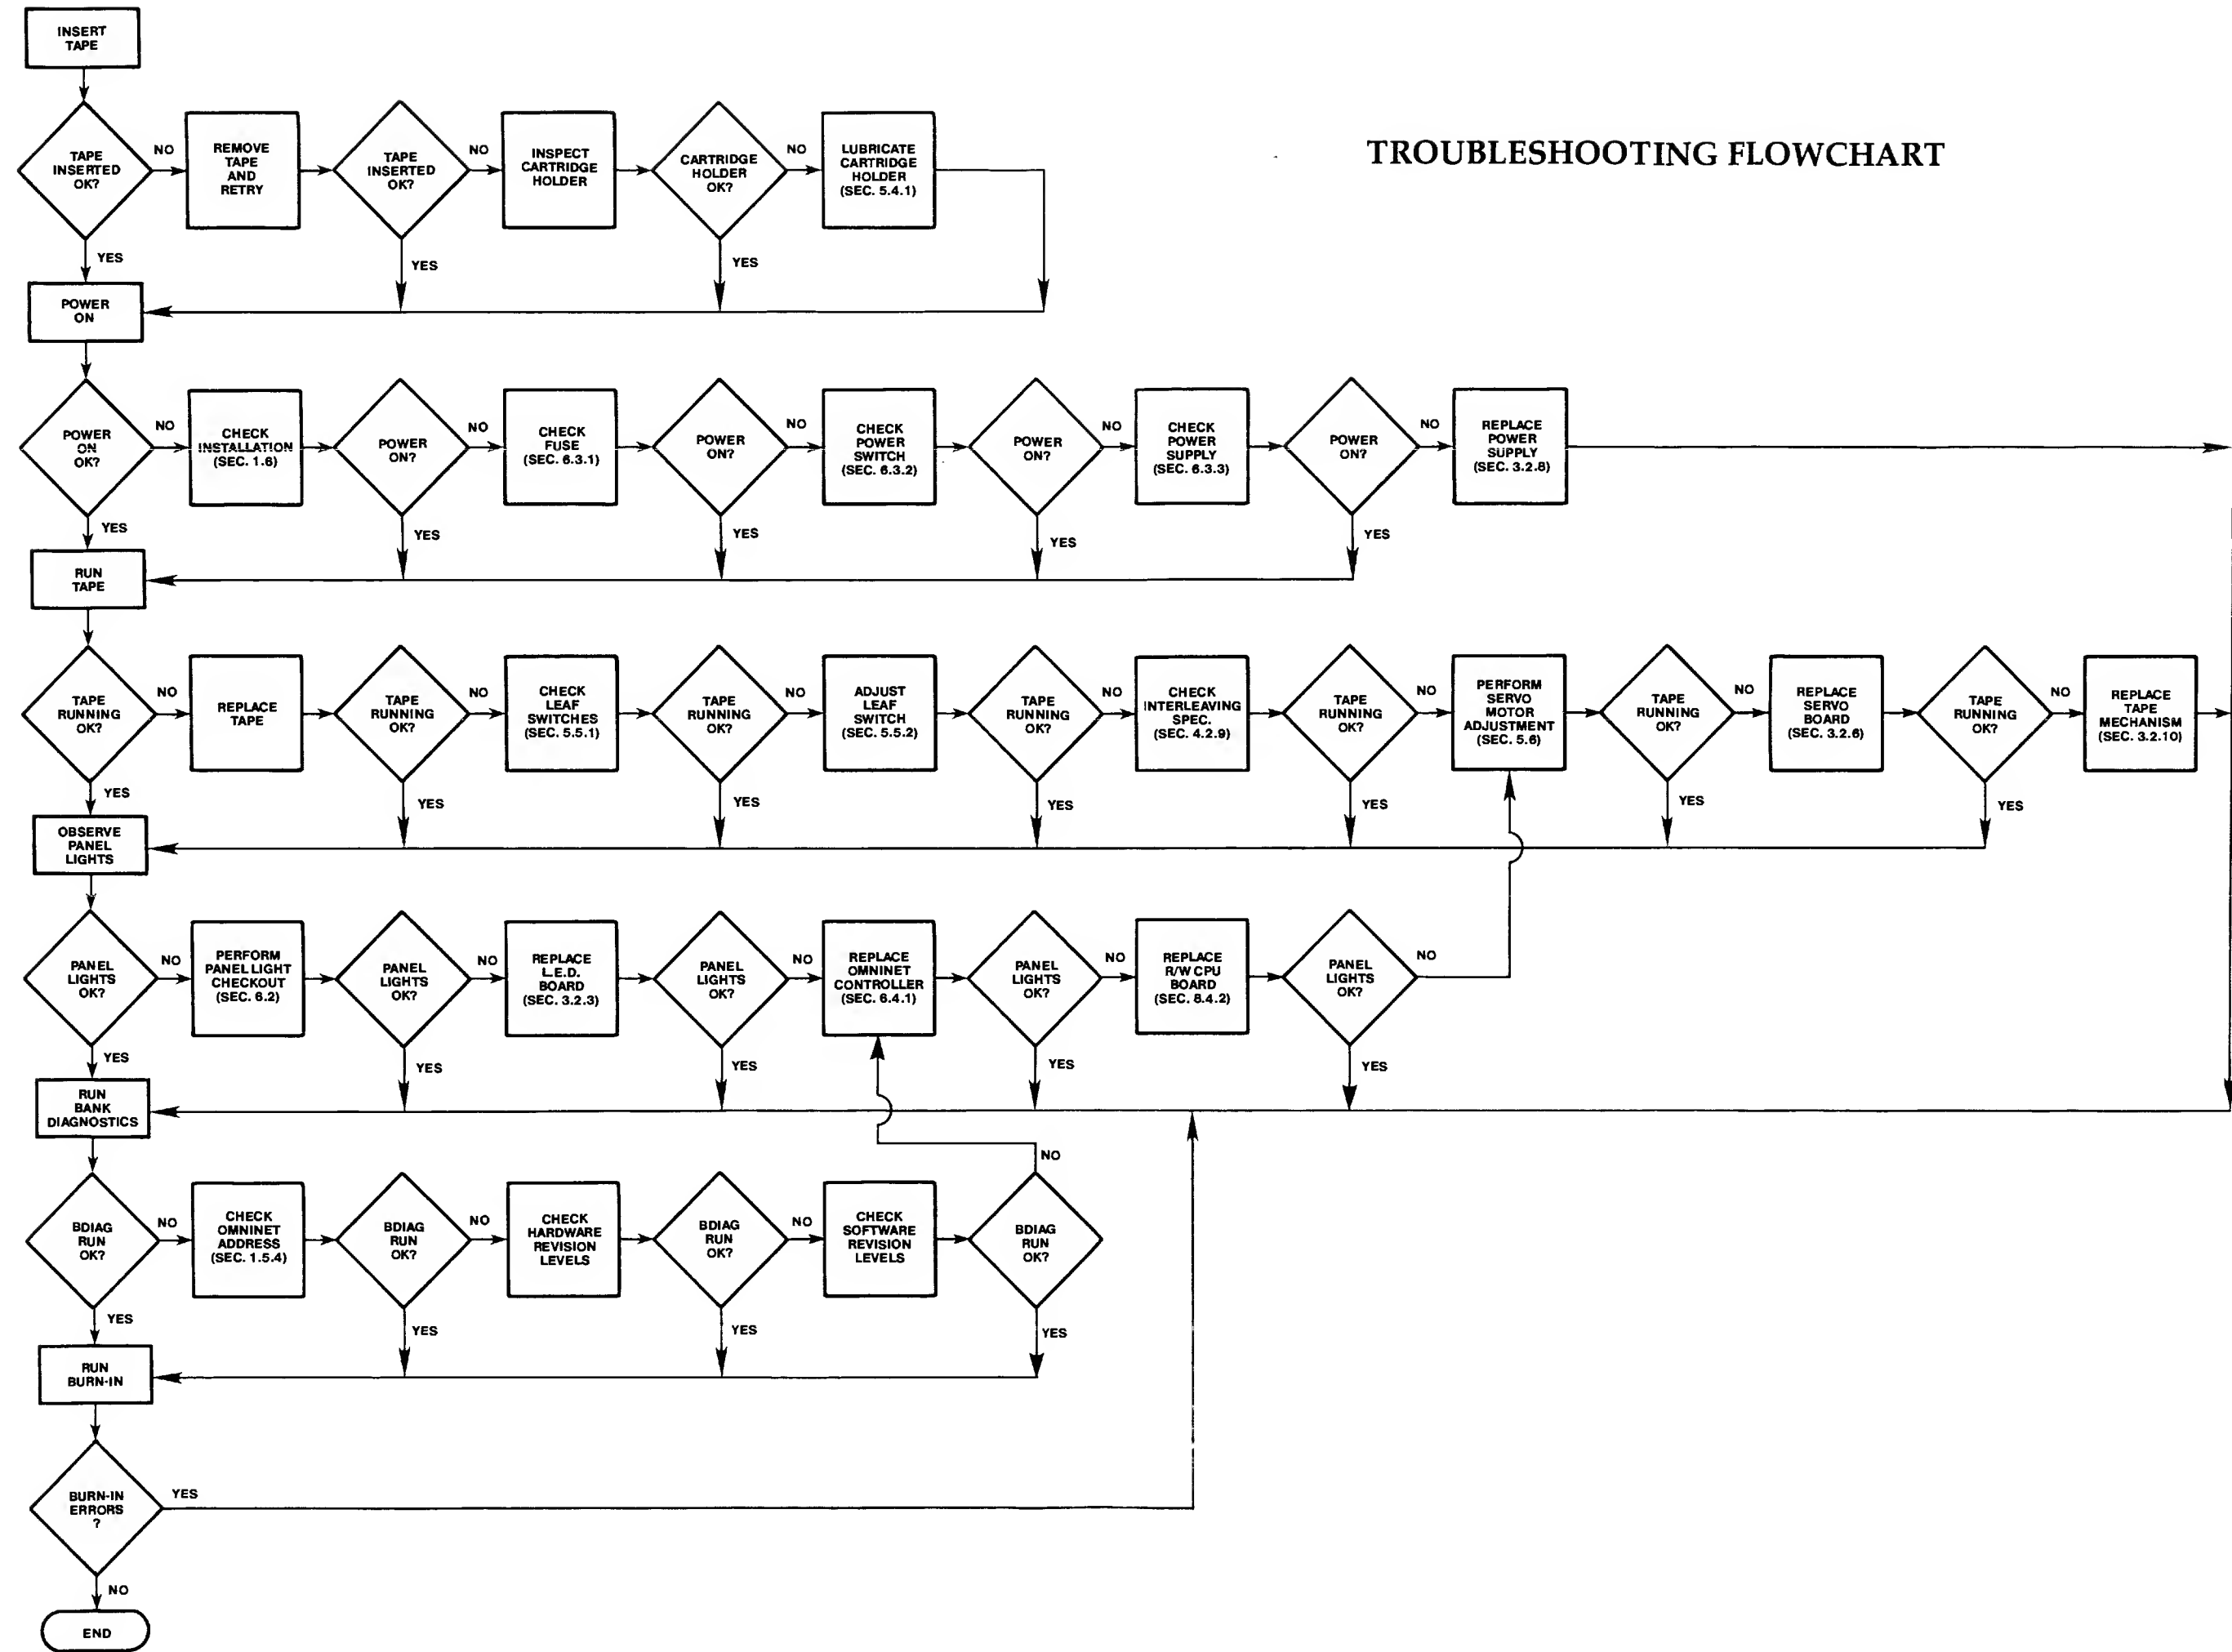 TROUBLESHOOTING FLOWCHART
INSERT
TAPE
TAPE
INSERTED
OK?
NO
REMOVE
TAPE
AND
RETRY
TAPE
INSERTED
OK?
NO
INSPECT
CARTRIDGE
HOLDER
CARTRIDGE
HOLDER
OK?
NO
LUBRICATE
CARTRIDGE
HOLDER
(SEC. 5.4.1)
YES
YES
YES
POWER
ON
POWER
ON
OK?
NO
CHECK
INSTALLATION
(SEC. 1.6)
POWER
ON?
NO
CHECK
FUSE
(SEC. 6.3.1)
POWER
ON?
NO
CHECK
POWER
SWITCH
(SEC. 6.3.2)
POWER
ON?
NO
CHECK
POWER
SUPPLY
(SEC. 6.3.3)
POWER
ON?
NO
REPLACE
POWER
SUPPLY
(SEC. 3.2.8)
YES
YES
YES
YES
YES
RUN
TAPE
TAPE
RUNNING
OK?
NO
REPLACE
TAPE
TAPE
RUNNING
OK?
NO
CHECK
LEAF
SWITCHES
(SEC. 5.5.1)
TAPE
RUNNING
OK?
NO
ADJUST
LEAF
SWITCH
(SEC. 5.5.2)
TAPE
RUNNING
OK?
NO
CHECK
INTERLEAVING
SPEC.
(SEC. 4.2.9)
TAPE
RUNNING
OK?
NO
PERFORM
SERVO
MOTOR
ADJUSTMENT
(SEC. 5.6)
TAPE
RUNNING
OK?
NO
REPLACE
SERVO
BOARD
(SEC. 3.2.6)
TAPE
RUNNING
OK?
NO
REPLACE
TAPE
MECHANISM
(SEC. 3.2.10)
YES
YES
YES
YES
YES
YES
YES
OBSERVE
PANEL
LIGHTS
PANEL
LIGHTS
OK?
NO
PERFORM
PANEL LIGHT
CHECKOUT
(SEC. 6.2)
PANEL
LIGHTS
OK?
NO
REPLACE
L.E.D.
BOARD
(SEC. 3.2.3)
PANEL
LIGHTS
OK?
NO
REPLACE
OMNINET
CONTROLLER
(SEC. 6.4.1)
PANEL
LIGHTS
OK?
NO
REPLACE
R/W CPU
BOARD
(SEC. 8.4.2)
PANEL
LIGHTS
OK?
NO
YES
YES
YES
YES
YES
RUN
BANK
DIAGNOSTICS
BDIAG
RUN
OK?
NO
CHECK
OMNINET
ADDRESS
(SEC. 1.5.4)
BDIAG
RUN
OK?
NO
CHECK
HARDWARE
REVISION
LEVELS
BDIAG
RUN
OK?
NO
CHECK
SOFTWARE
REVISION
LEVELS
BDIAG
RUN
OK?
NO
YES
YES
YES
YES
RUN
BURN-IN
BURN-IN
ERRORS
?
YES
NO
END